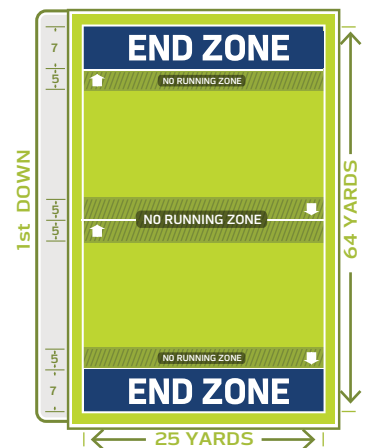 END ZONE
7
5
NO RUNNING ZONE
1st DOWN
5
NO RUNNING ZONE
5
64 YARDS
5
NO RUNNING ZONE
7
END ZONE
25 YARDS